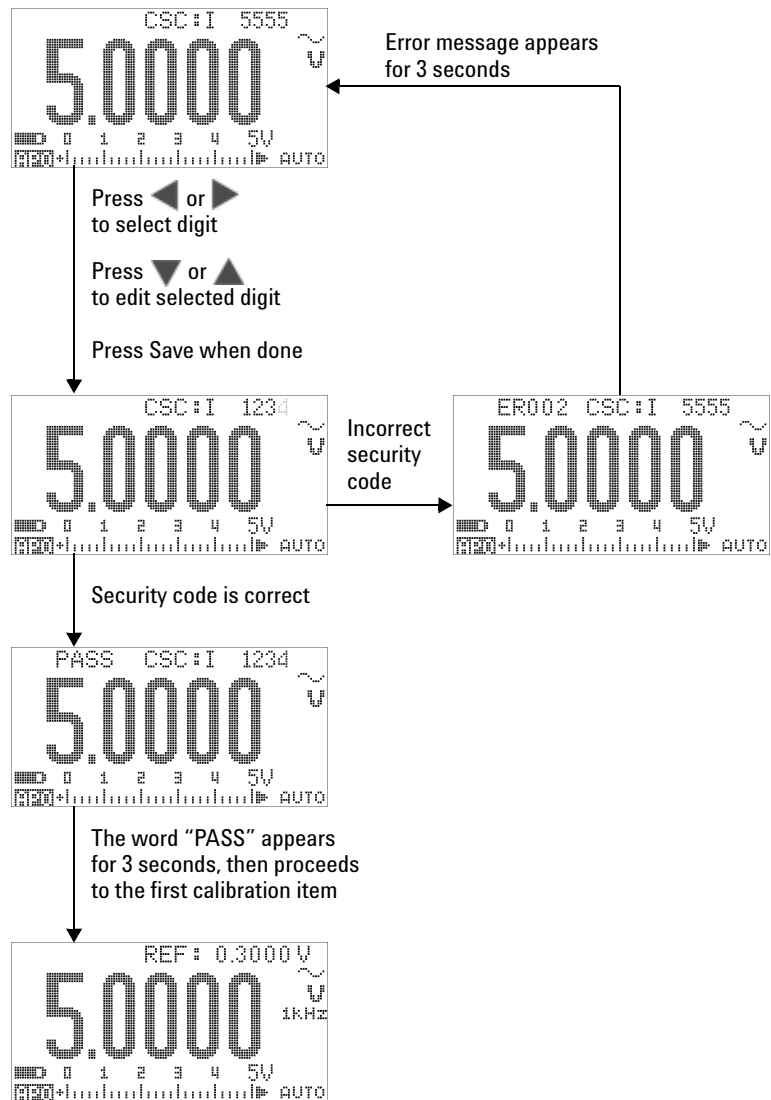 CSC:I 5555
5.0000 V
0 1 2 3 4 5V
APO AUTO
Error message appears
for 3 seconds
Press ◀ or ▶
to select digit
Press ▼ or ▲
to edit selected digit
Press Save when done
CSC:I 1234
5.0000 V
0 1 2 3 4 5V
APO AUTO
Incorrect
security
code
ER002 CSC:I 5555
5.0000 V
0 1 2 3 4 5V
APO AUTO
Security code is correct
PASS CSC:I 1234
5.0000 V
0 1 2 3 4 5V
APO AUTO
The word “PASS” appears
for 3 seconds, then proceeds
to the first calibration item
REF: 0.3000 V
5.0000 V
1kHz
0 1 2 3 4 5V
APO AUTO